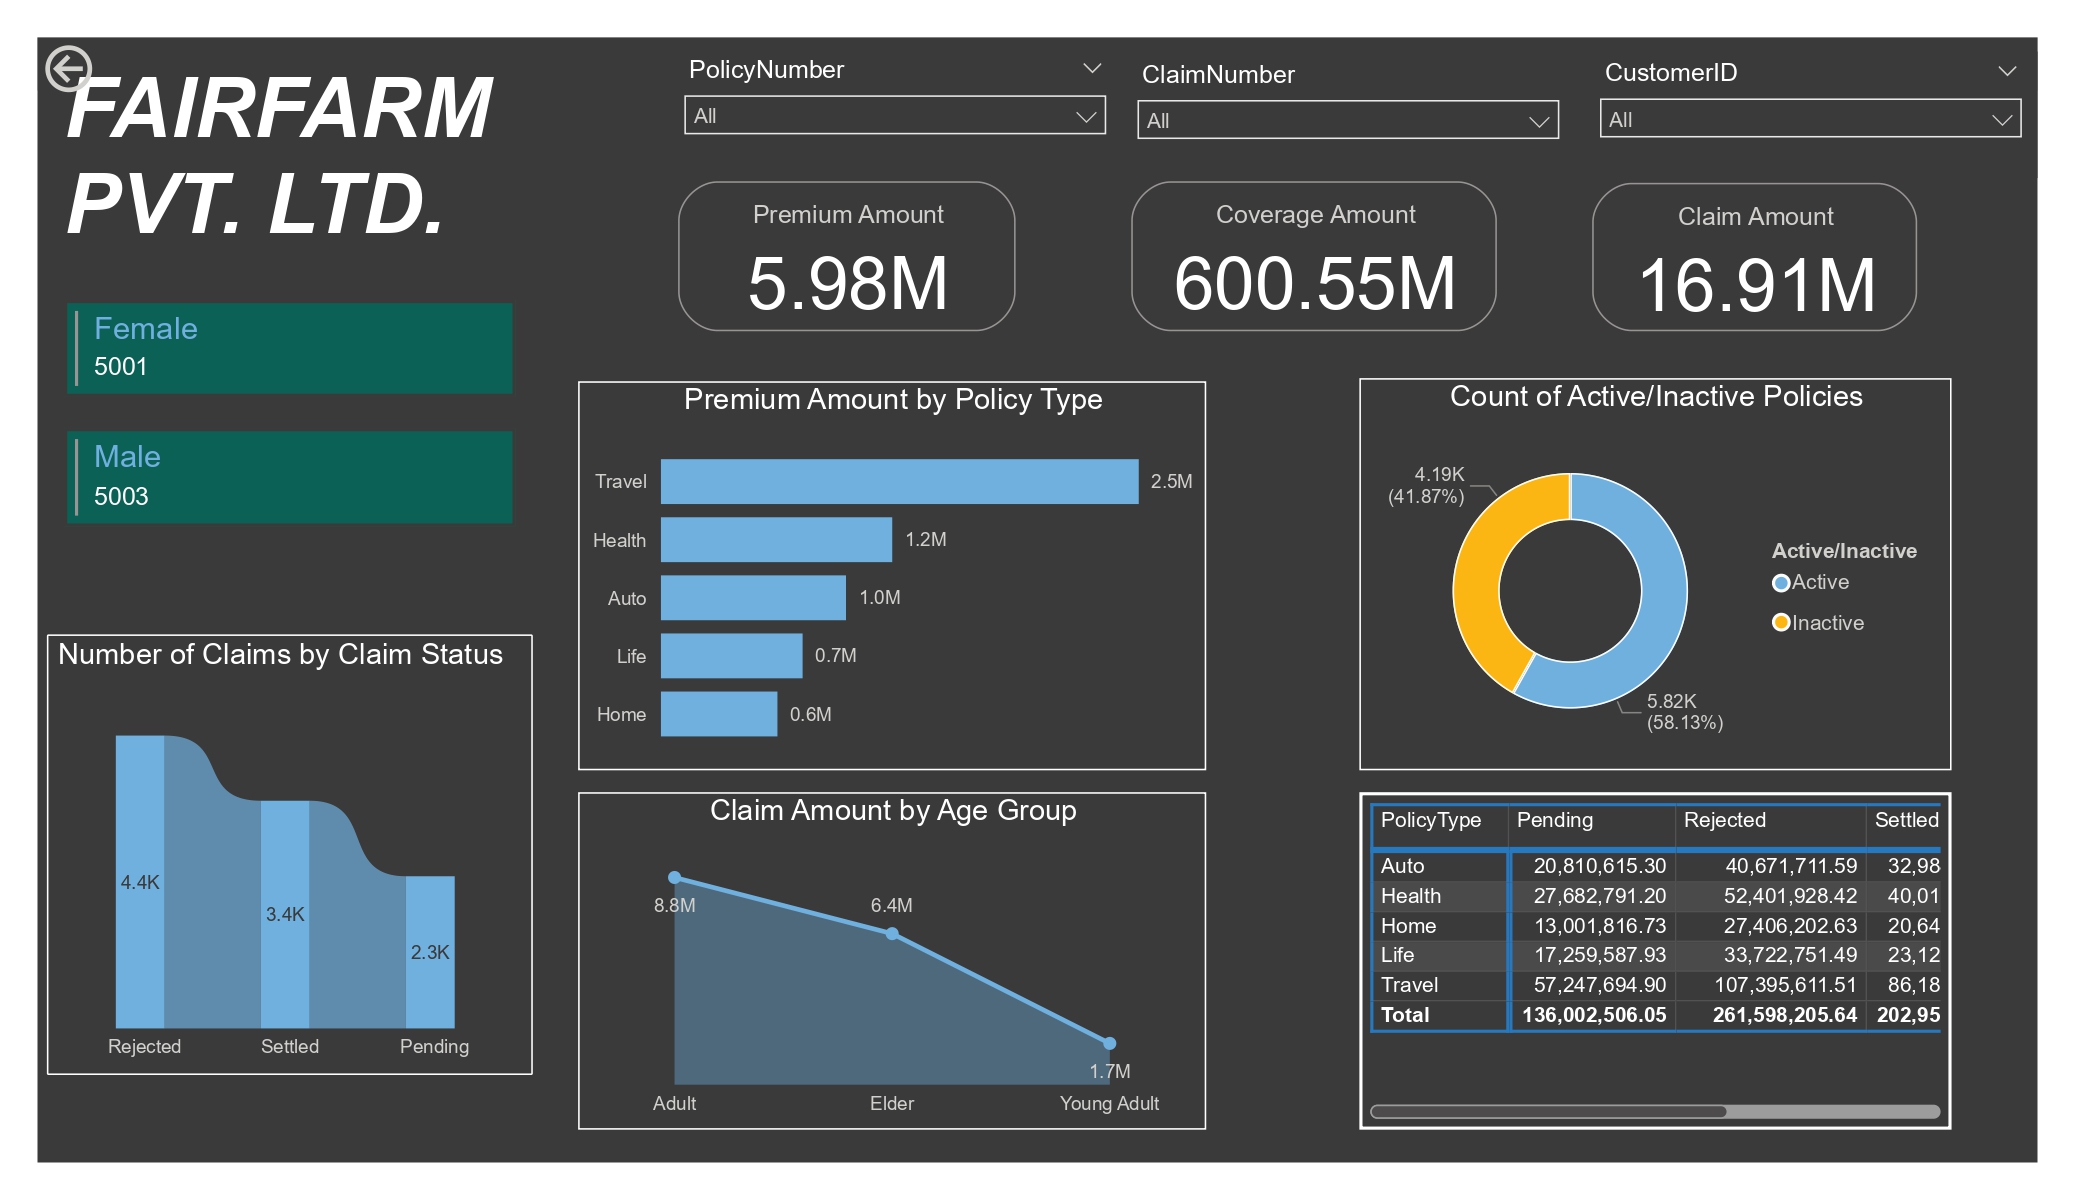 FAIRFARM
PVT. LTD.
PolicyNumber
All
ClaimNumber
All
CustomerID
All
Premium Amount
5.98M
Coverage Amount
600.55M
Claim Amount
16.91M
Female
5001
Male
5003
Premium Amount by Policy Type
Travel 2.5M
Health 1.2M
Auto 1.0M
Life 0.7M
Home 0.6M
Count of Active/Inactive Policies
4.19K
(41.87%)
5.82K
(58.13%)
Active/Inactive
Active
Inactive
Number of Claims by Claim Status
4.4K
3.4K
2.3K
Rejected Settled Pending
Claim Amount by Age Group
8.8M
6.4M
1.7M
Adult Elder Young Adult
PolicyType Pending Rejected Settled
Auto 20,810,615.30 40,671,711.59 32,98
Health 27,682,791.20 52,401,928.42 40,01
Home 13,001,816.73 27,406,202.63 20,64
Life 17,259,587.93 33,722,751.49 23,12
Travel 57,247,694.90 107,395,611.51 86,18
Total 136,002,506.05 261,598,205.64 202,95